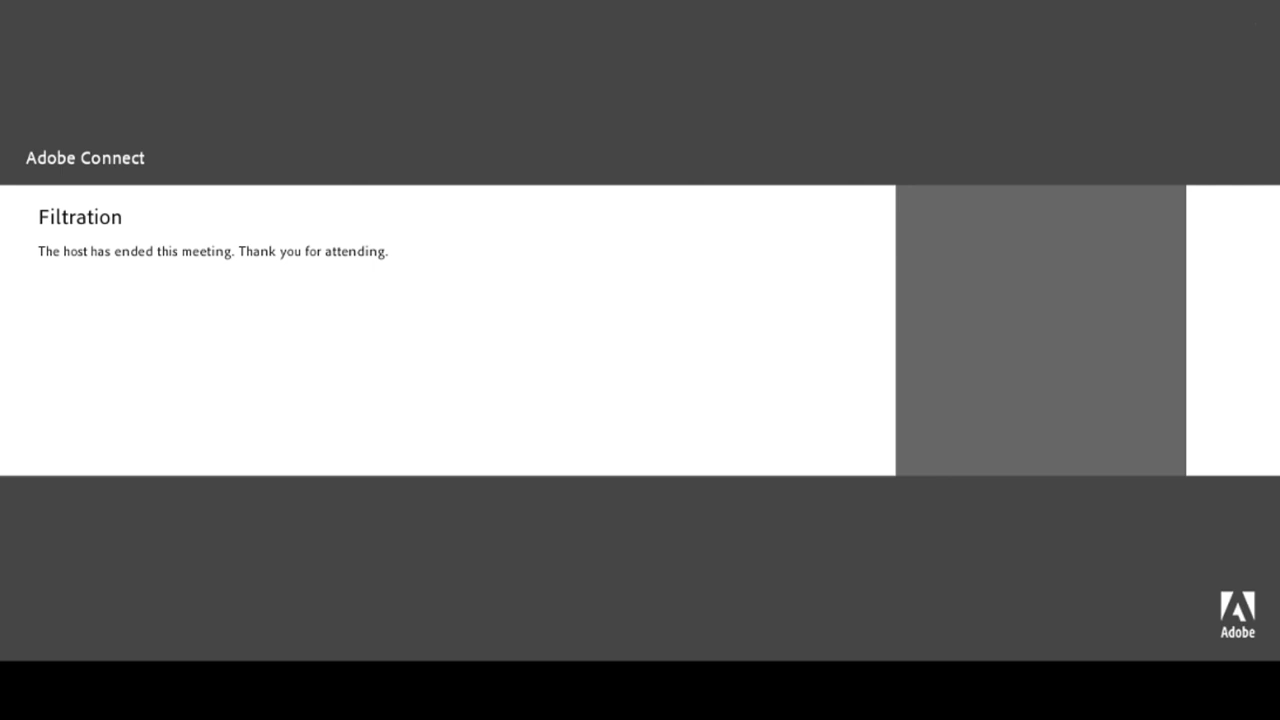 Adobe Connect
Filtration
The host has ended this meeting. Thank you for attending.
Adobe